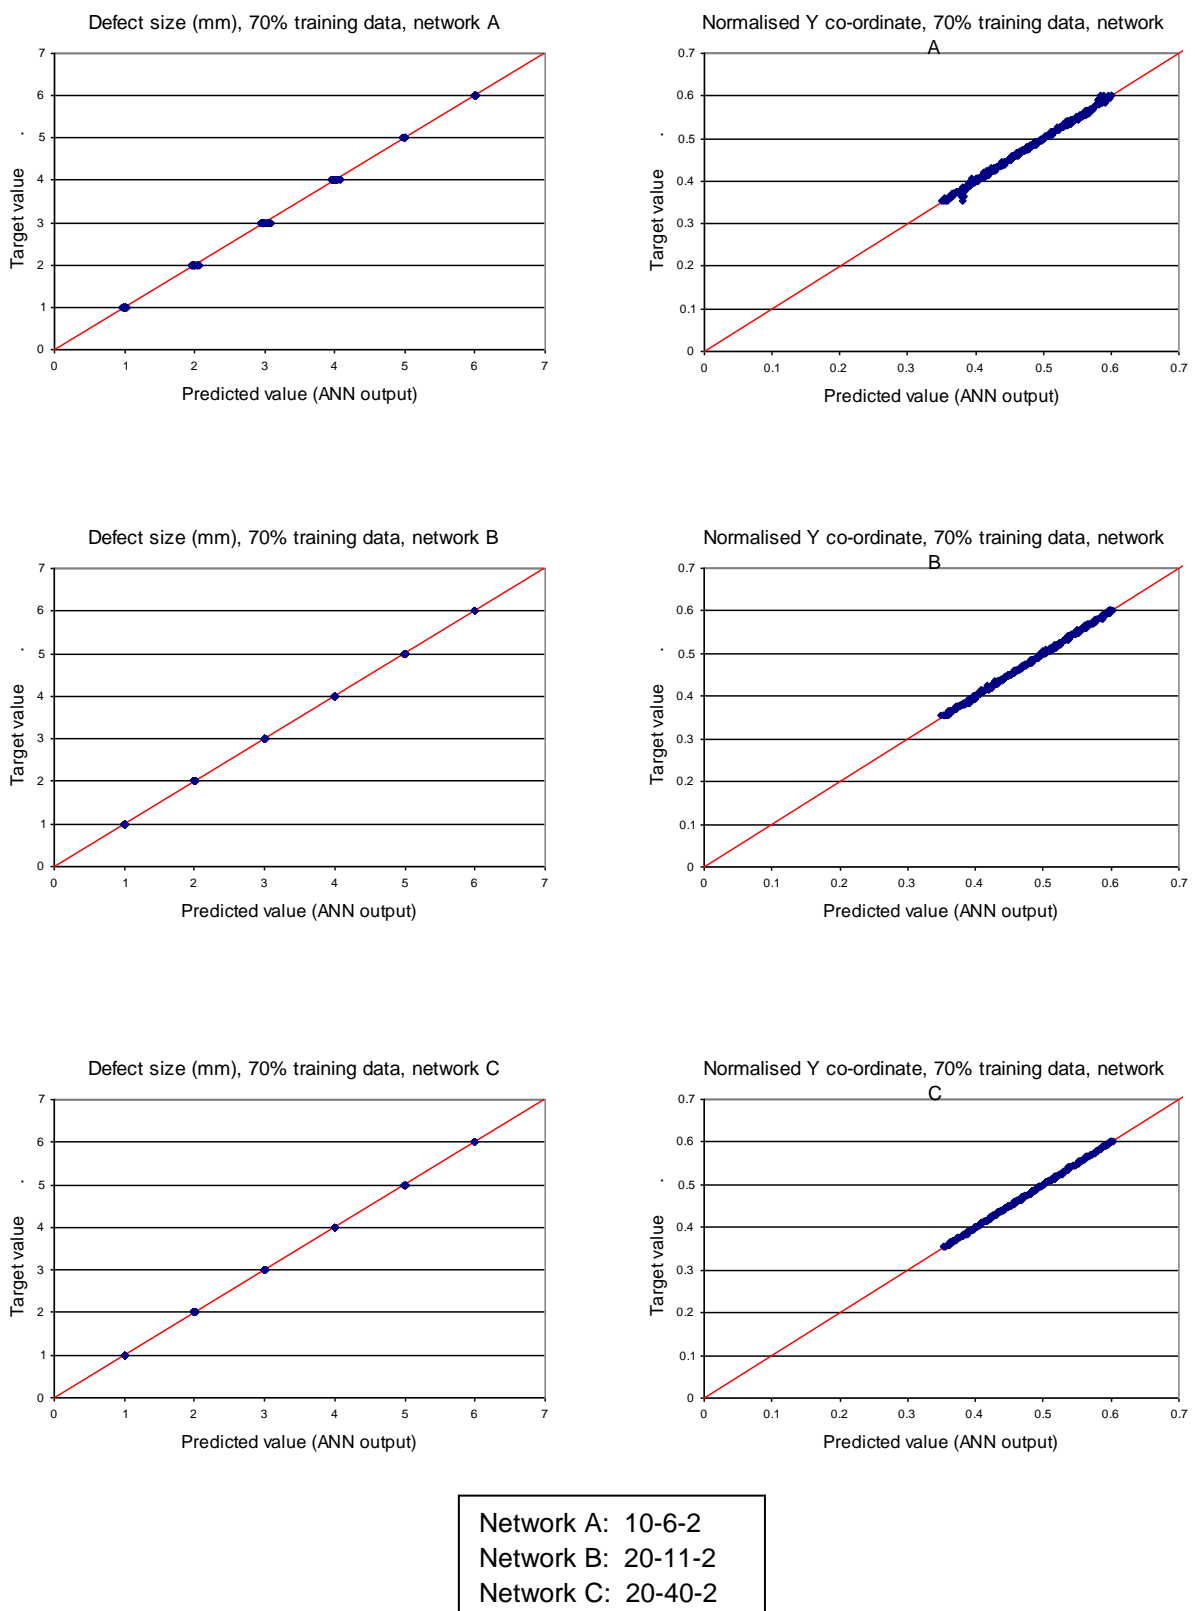 Defect size (mm), 70% training data, network A
7
6
5
4
3
2
1
0
0 1 2 3 4 5 6 7
Target value
Predicted value (ANN output)
Normalised Y co-ordinate, 70% training data, network
A
0.7
0.6
0.5
0.4
0.3
0.2
0.1
0
0 0.1 0.2 0.3 0.4 0.5 0.6 0.7
Target value
Predicted value (ANN output)
Defect size (mm), 70% training data, network B
7
6
5
4
3
2
1
0
0 1 2 3 4 5 6 7
Target value
Predicted value (ANN output)
Normalised Y co-ordinate, 70% training data, network
B
0.7
0.6
0.5
0.4
0.3
0.2
0.1
0
0 0.1 0.2 0.3 0.4 0.5 0.6 0.7
Target value
Predicted value (ANN output)
Defect size (mm), 70% training data, network C
7
6
5
4
3
2
1
0
0 1 2 3 4 5 6 7
Target value
Predicted value (ANN output)
Normalised Y co-ordinate, 70% training data, network
C
0.7
0.6
0.5
0.4
0.3
0.2
0.1
0
0 0.1 0.2 0.3 0.4 0.5 0.6 0.7
Target value
Predicted value (ANN output)
Network A: 10-6-2
Network B: 20-11-2
Network C: 20-40-2